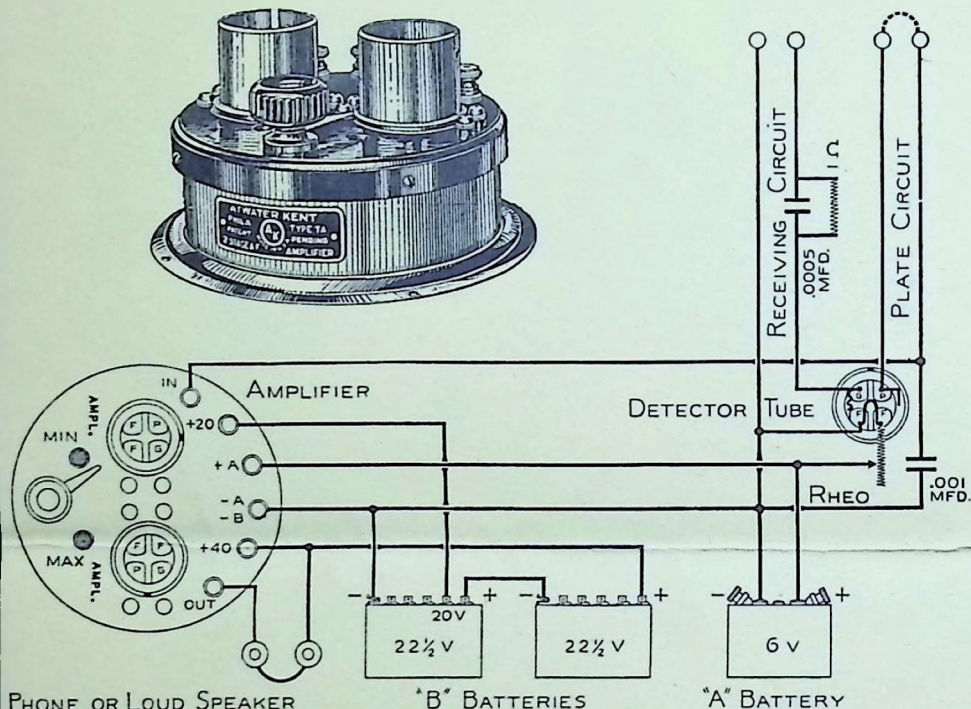 ATWATER KENT
PHILA. TYPE TA
PATENT AK PENDING
AMPLIFIER
RECEIVING CIRCUIT
.0005
MFD.
1 Ω
PLATE CIRCUIT
IN
AMPLIFIER
AMPL.
+20
MIN
F P
F G
+A
-A
-B
+40
MAX
AMPL.
F F
P G
OUT
DETECTOR TUBE
G P
F F
RHEO
.001
MFD.
- +
20V
22½ V
- +
22½ V
- +
6 V
PHONE OR LOUD SPEAKER
"B" BATTERIES
"A" BATTERY